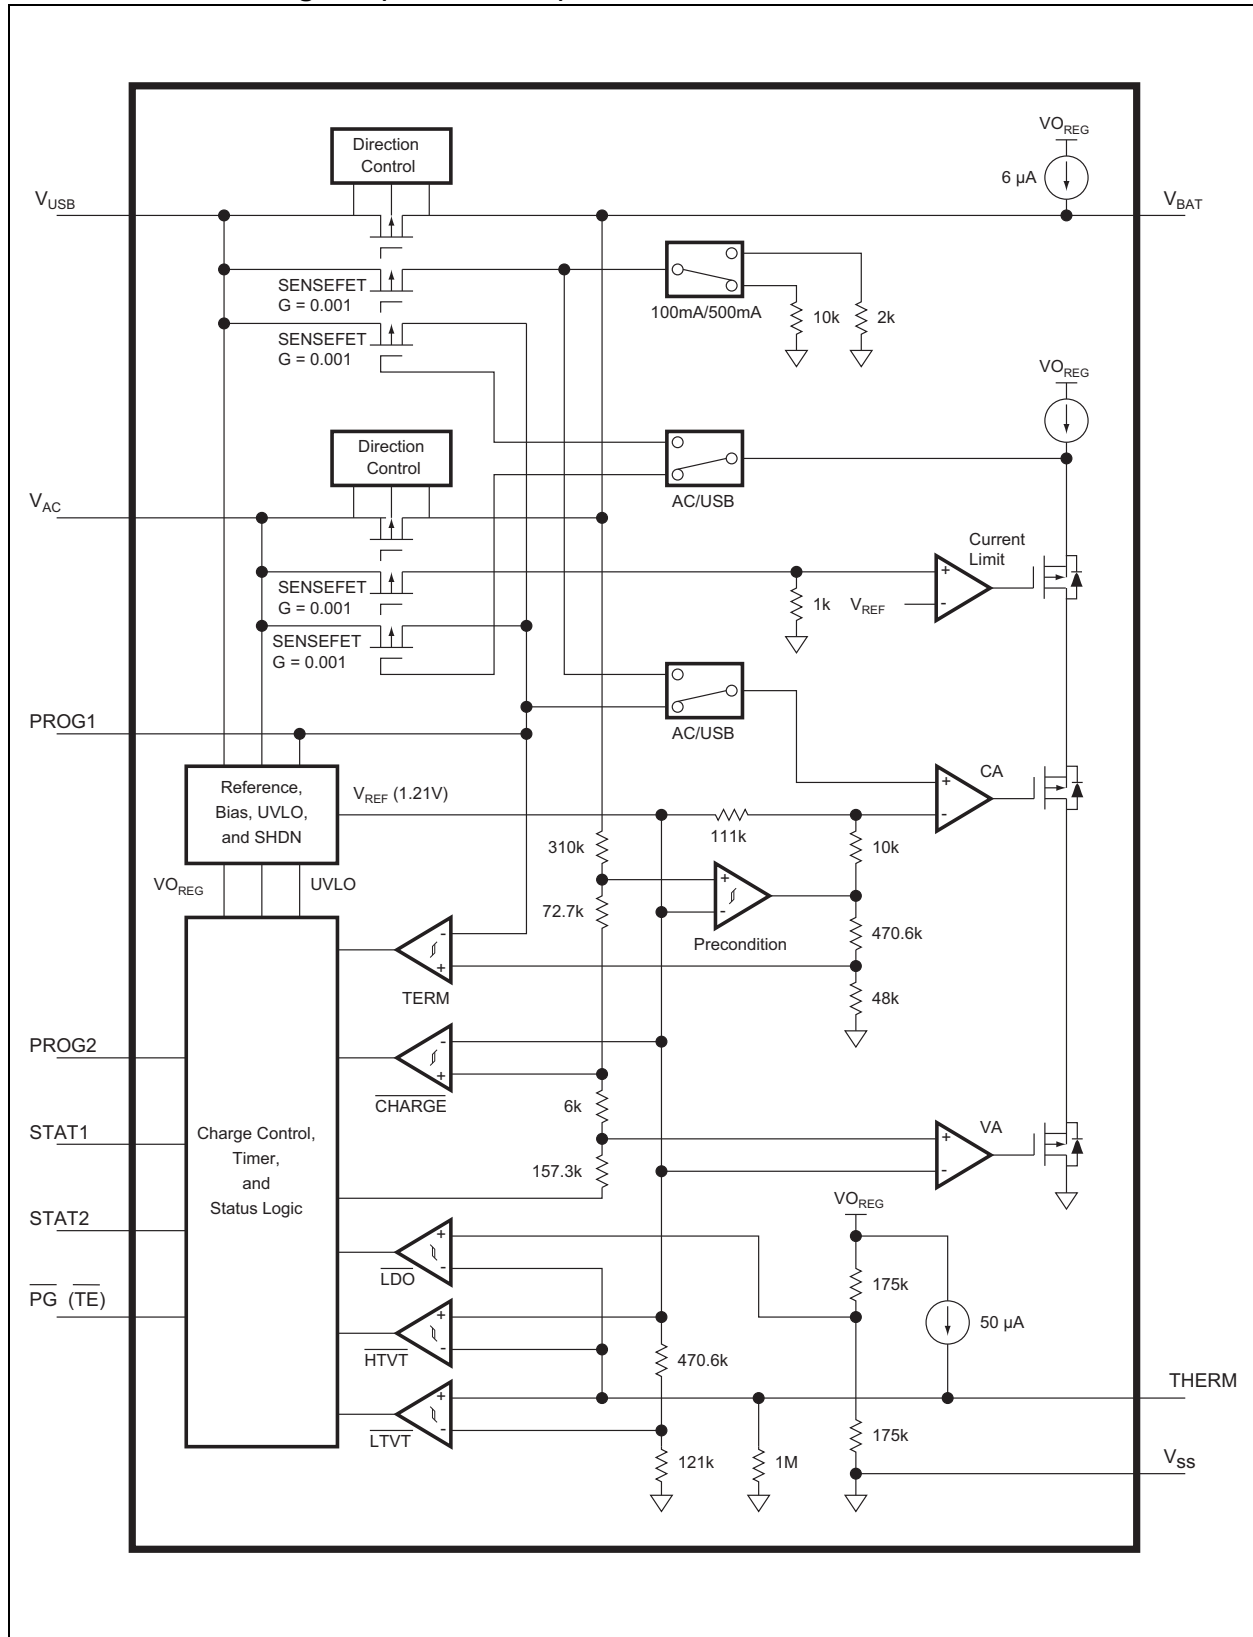 Direction
Control
VO_REG
6 µA
V_USB
V_BAT
SENSEFET
G = 0.001
100mA/500mA
10k
2k
SENSEFET
G = 0.001
VO_REG
Direction
Control
AC/USB
V_AC
Current
Limit
+
-
SENSEFET
G = 0.001
1k
V_REF
SENSEFET
G = 0.001
PROG1
AC/USB
Reference,
Bias, UVLO,
and SHDN
V_REF (1.21V)
CA
+
-
111k
310k
10k
VO_REG
UVLO
+
-
72.7k
470.6k
Precondition
-
+
TERM
48k
PROG2
-
+
CHARGE
6k
STAT1
Charge Control,
Timer,
and
Status Logic
VA
+
-
157.3k
VO_REG
STAT2
+
-
LDO
175k
PG (TE)
50 µA
+
-
HTVT
470.6k
THERM
+
-
LTVT
175k
121k
1M
V_SS